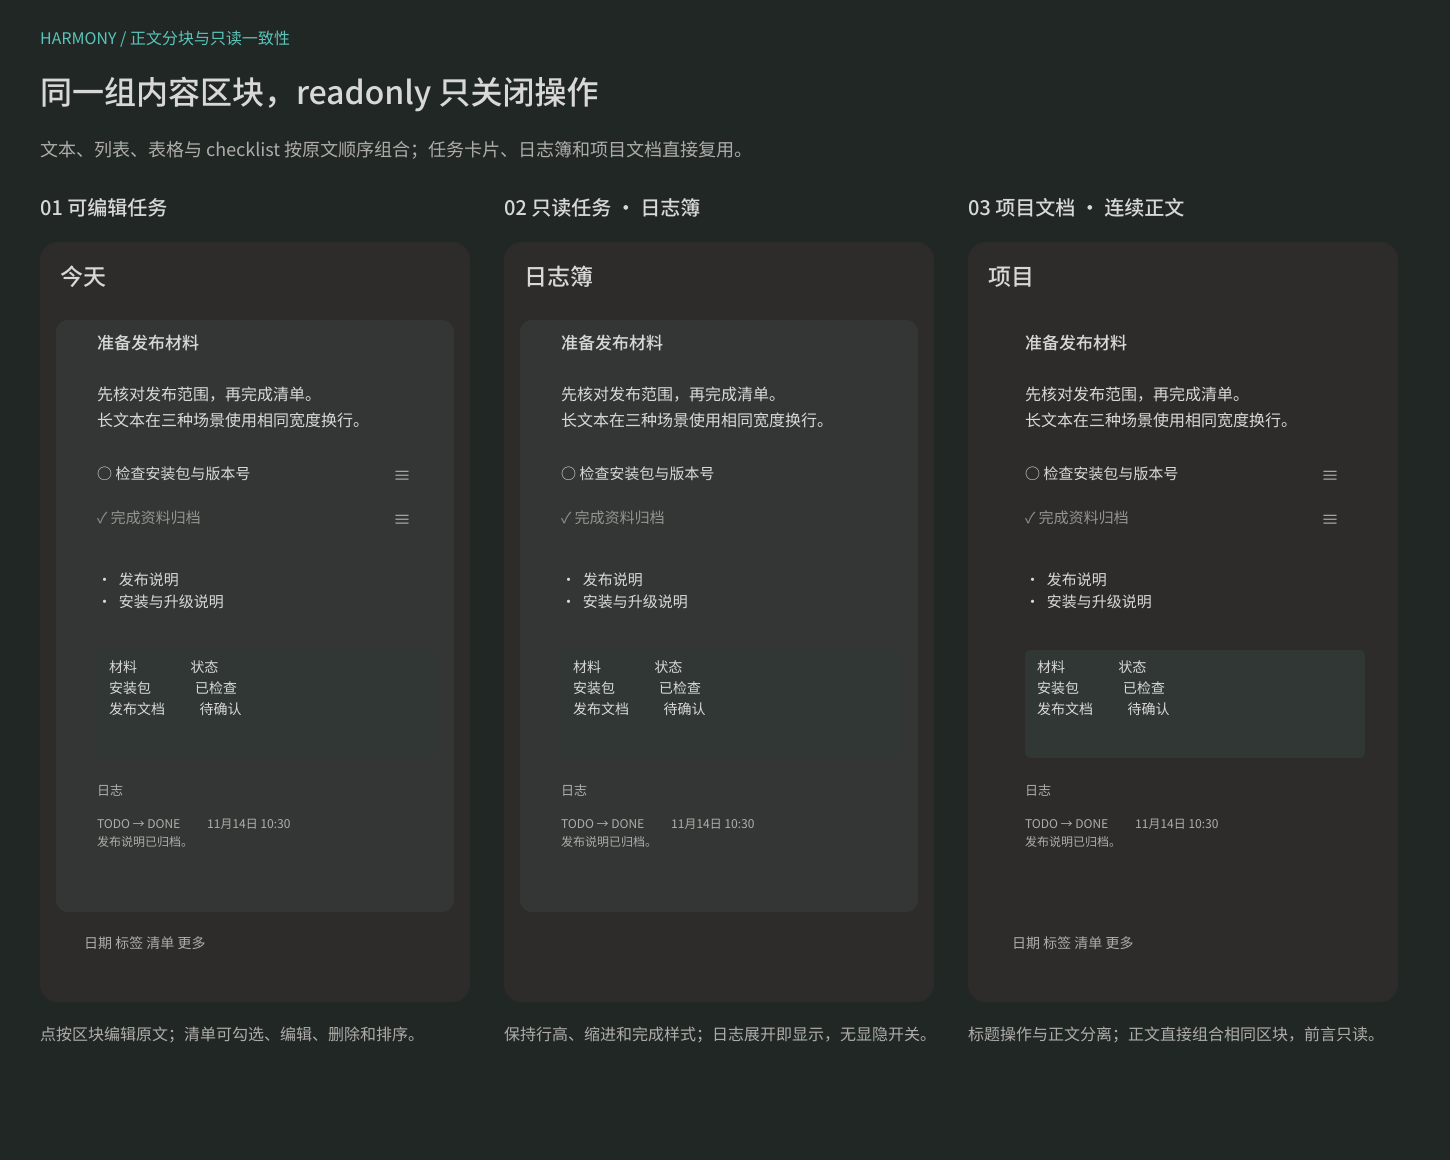 HARMONY / 正文分块与只读一致性
同一组内容区块，readonly 只关闭操作
文本、列表、表格与 checklist 按原文顺序组合；任务卡片、日志簿和项目文档直接复用。
01 可编辑任务
今天
准备发布材料
先核对发布范围，再完成清单。
长文本在三种场景使用相同宽度换行。
○ 检查安装包与版本号 ≡
✓ 完成资料归档 ≡
• 发布说明
• 安装与升级说明
材料 状态
安装包 已检查
发布文档 待确认
日志
TODO → DONE 11月14日 10:30
发布说明已归档。
日期 标签 清单 更多
点按区块编辑原文；清单可勾选、编辑、删除和排序。
02 只读任务 · 日志簿
日志簿
准备发布材料
先核对发布范围，再完成清单。
长文本在三种场景使用相同宽度换行。
○ 检查安装包与版本号
✓ 完成资料归档
• 发布说明
• 安装与升级说明
材料 状态
安装包 已检查
发布文档 待确认
日志
TODO → DONE 11月14日 10:30
发布说明已归档。
保持行高、缩进和完成样式；日志展开即显示，无显隐开关。
03 项目文档 · 连续正文
项目
准备发布材料
先核对发布范围，再完成清单。
长文本在三种场景使用相同宽度换行。
○ 检查安装包与版本号 ≡
✓ 完成资料归档 ≡
• 发布说明
• 安装与升级说明
材料 状态
安装包 已检查
发布文档 待确认
日志
TODO → DONE 11月14日 10:30
发布说明已归档。
日期 标签 清单 更多
标题操作与正文分离；正文直接组合相同区块，前言只读。